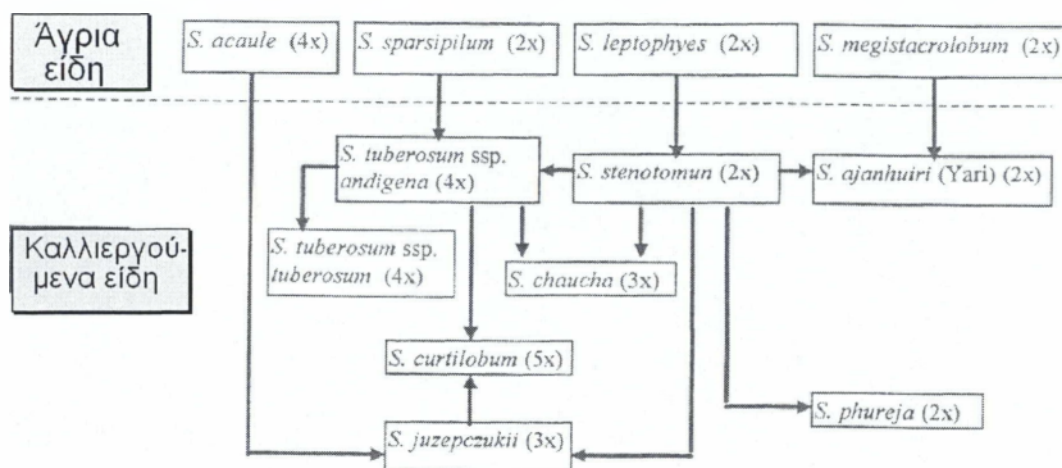 Άγρια
είδη
S. acaule (4x)
S. sparsipilum (2x)
S. leptophyes (2x)
S. megistacrolobum (2x)
S. tuberosum ssp.
andigena (4x)
S. stenotomun (2x)
S. ajanhuiri (Yari) (2x)
Καλλιεργού-
μενα είδη
S. tuberosum ssp.
tuberosum (4x)
S. chaucha (3x)
S. curtilobum (5x)
S. phureja (2x)
S. juzepczukii (3x)